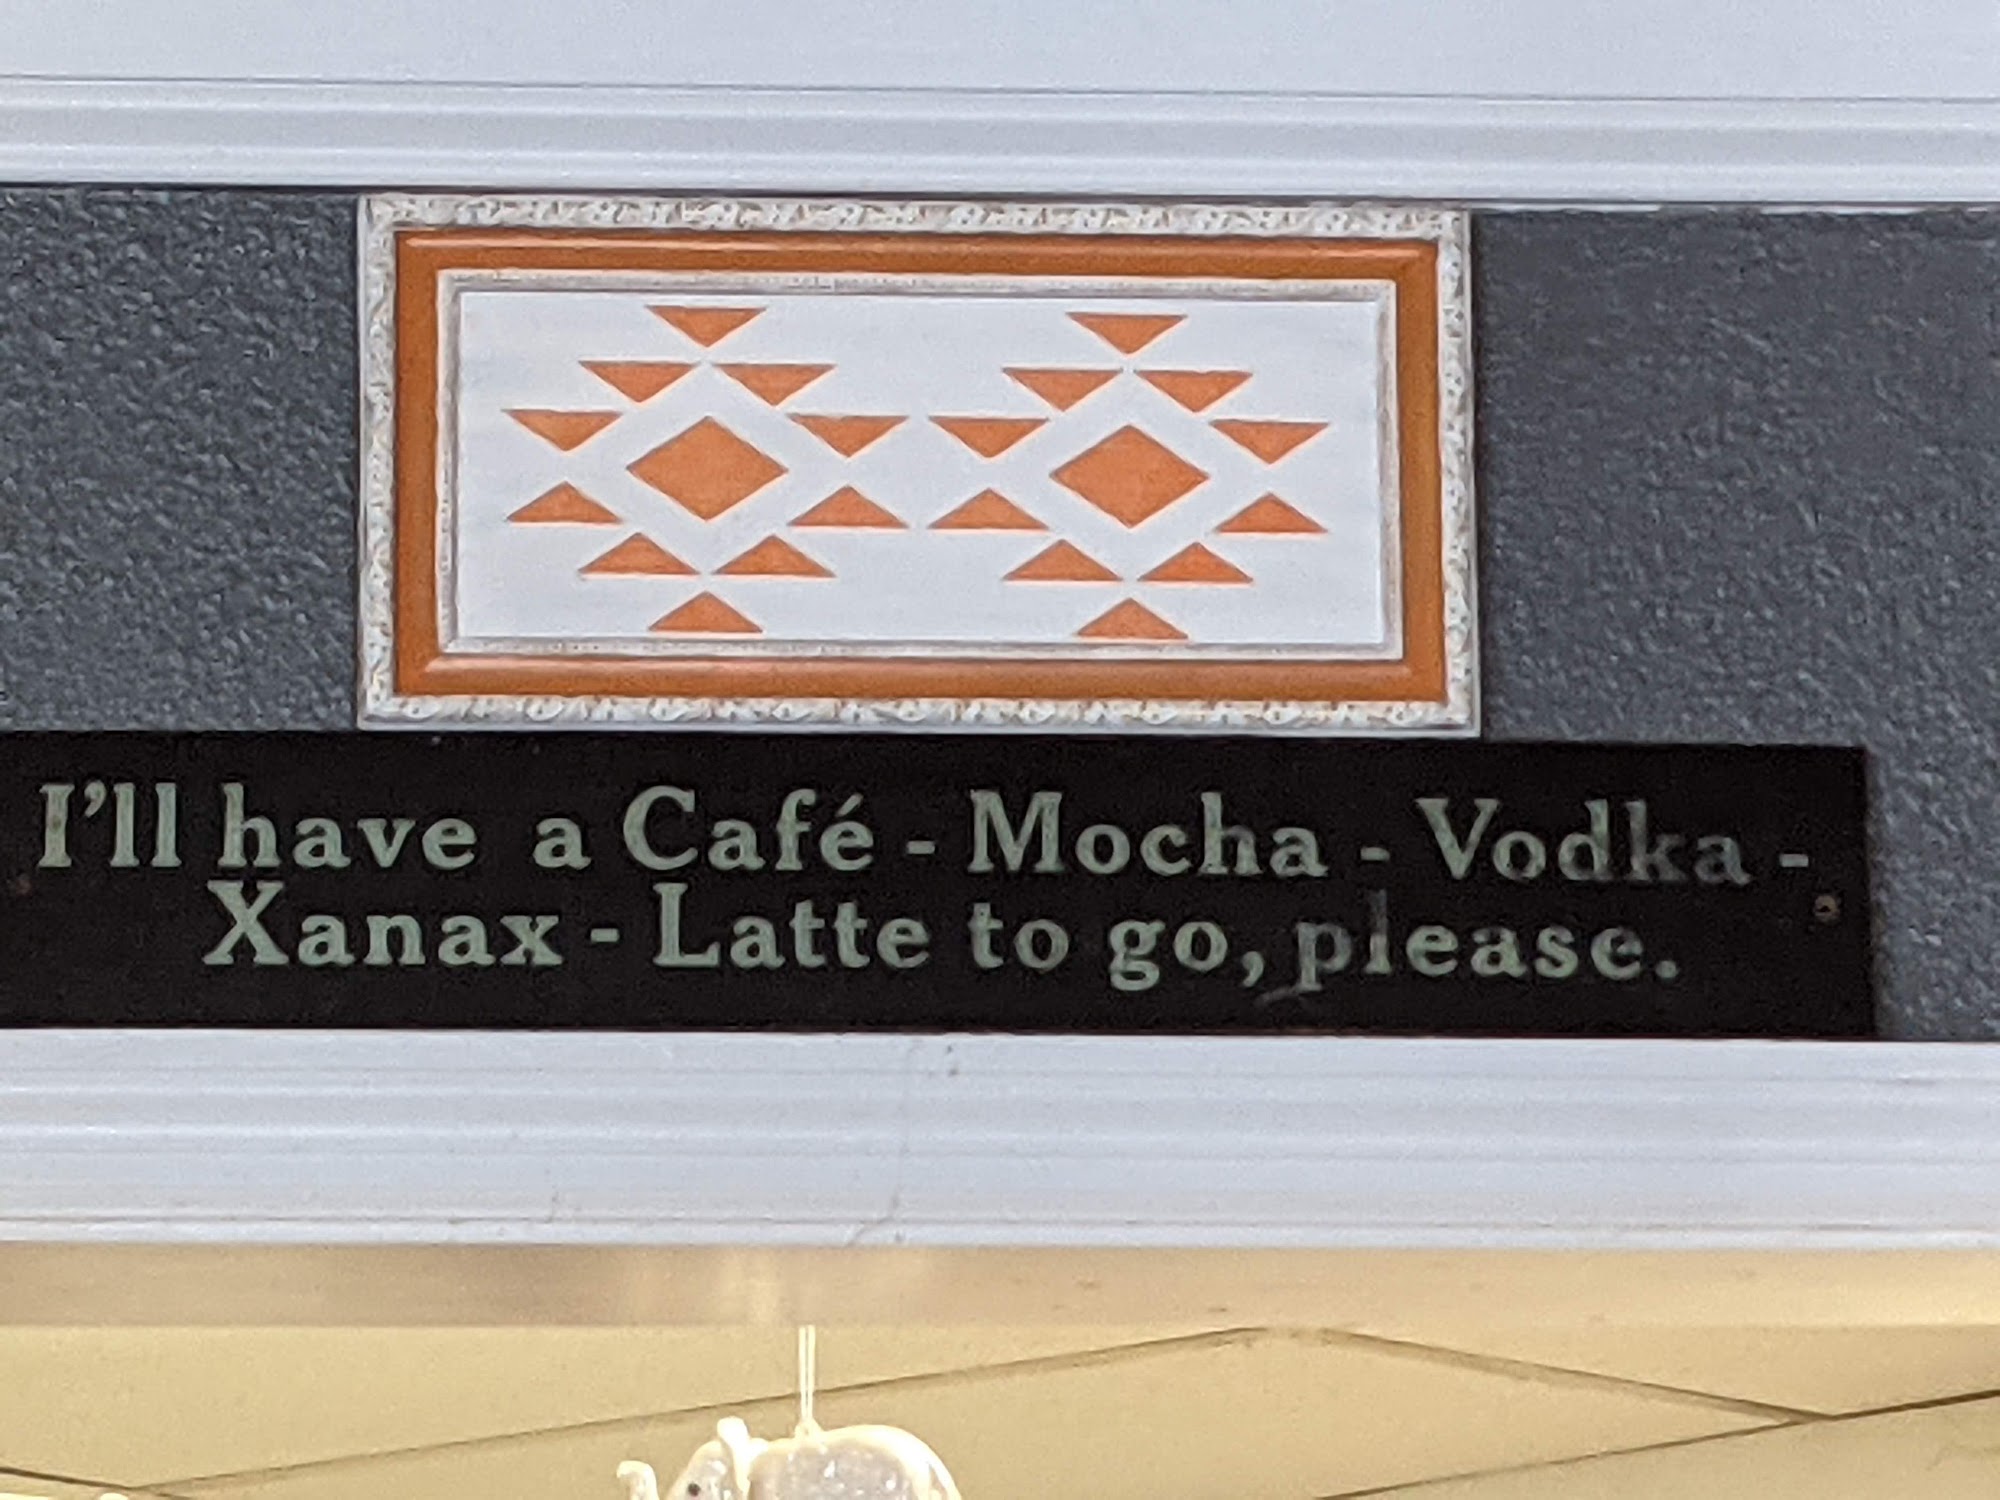 I'll have a Café - Mocha - Vodka -
Xanax - Latte to go, please.